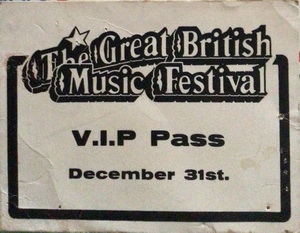 The Great British
Music Festival
V.I.P Pass
December 31st.